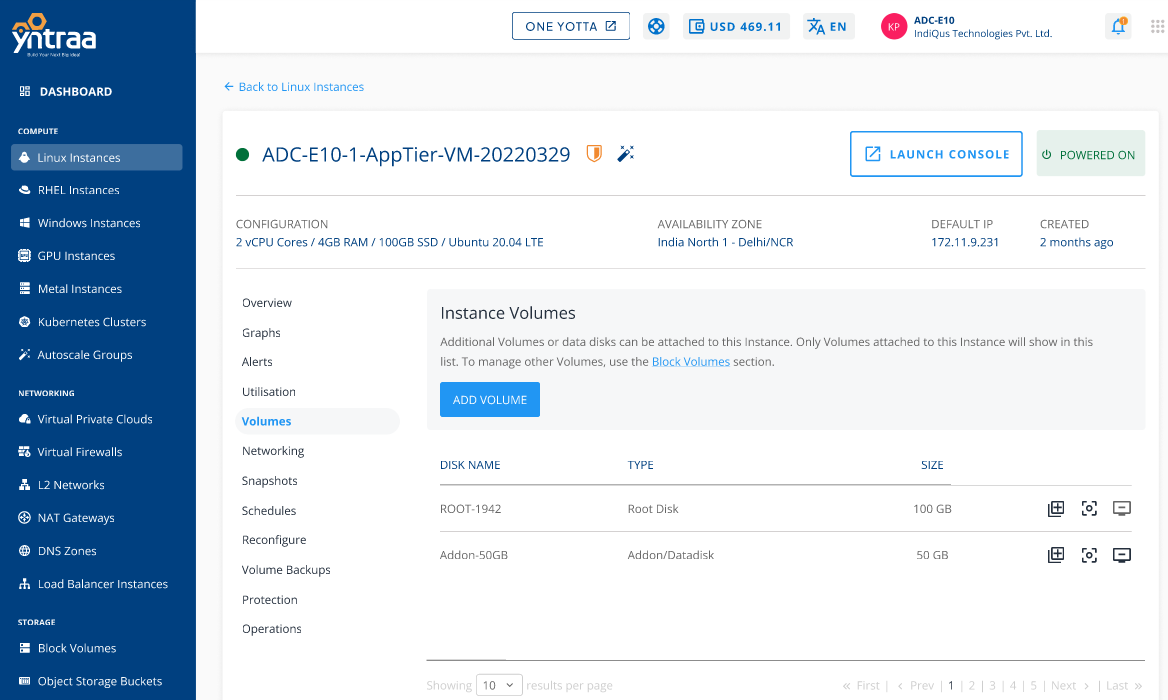 yntraa
Build Your Next Big Idea!
ONE YOTTA
USD 469.11
EN
KP
ADC-E10
IndiQus Technologies Pvt. Ltd.
DASHBOARD
COMPUTE
Linux Instances
RHEL Instances
Windows Instances
GPU Instances
Metal Instances
Kubernetes Clusters
Autoscale Groups
NETWORKING
Virtual Private Clouds
Virtual Firewalls
L2 Networks
NAT Gateways
DNS Zones
Load Balancer Instances
STORAGE
Block Volumes
Object Storage Buckets
← Back to Linux Instances
ADC-E10-1-AppTier-VM-20220329
LAUNCH CONSOLE
POWERED ON
CONFIGURATION
2 vCPU Cores / 4GB RAM / 100GB SSD / Ubuntu 20.04 LTE
AVAILABILITY ZONE
India North 1 - Delhi/NCR
DEFAULT IP
172.11.9.231
CREATED
2 months ago
Overview
Graphs
Alerts
Utilisation
Volumes
Networking
Snapshots
Schedules
Reconfigure
Volume Backups
Protection
Operations
Instance Volumes
Additional Volumes or data disks can be attached to this Instance. Only Volumes attached to this Instance will show in this
list. To manage other Volumes, use the Block Volumes section.
ADD VOLUME
DISK NAME TYPE SIZE
ROOT-1942 Root Disk 100 GB
Addon-50GB Addon/Datadisk 50 GB
Showing 10 results per page
« First | ‹ Prev | 1 | 2 | 3 | 4 | 5 | Next › | Last »